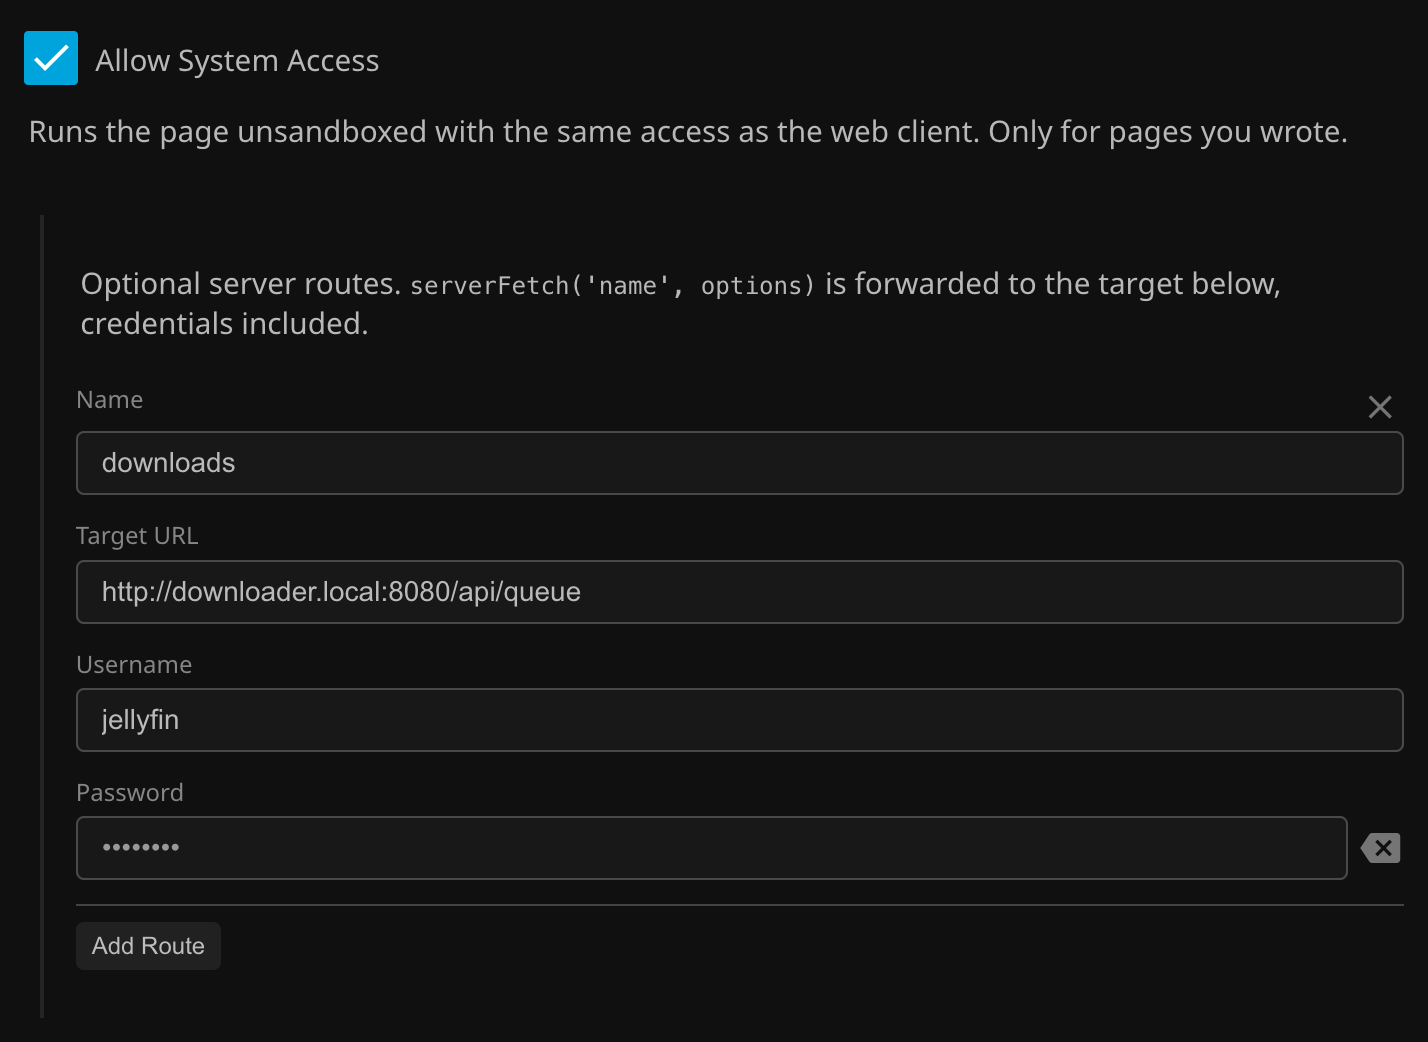 Allow System Access
Runs the page unsandboxed with the same access as the web client. Only for pages you wrote.
Optional server routes. serverFetch('name', options) is forwarded to the target below,
credentials included.
Name
downloads
Target URL
http://downloader.local:8080/api/queue
Username
jellyfin
Password
••••••••
Add Route